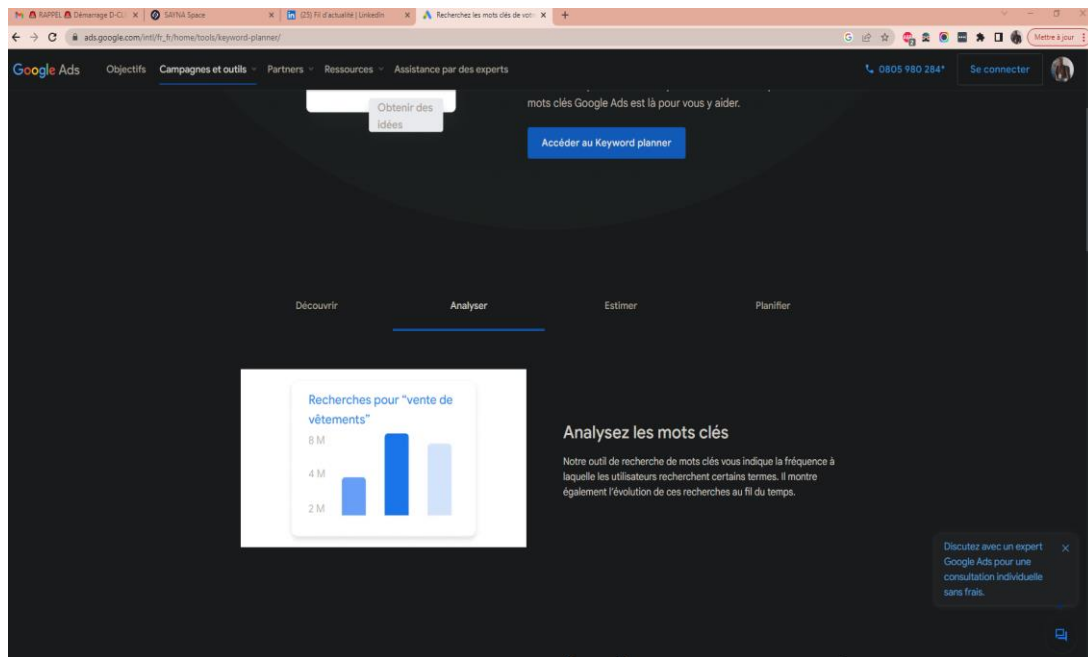 RAPPEL Démarrage D-CLI
SAYNA Space
(25) Fil d'actualité | LinkedIn
Recherchez les mots clés de votr
ads.google.com/intl/fr_fr/home/tools/keyword-planner/
Mettre à jour
Google Ads
Objectifs
Campagnes et outils
Partners
Ressources
Assistance par des experts
0805 980 284*
Se connecter
Obtenir des
idées
mots clés Google Ads est là pour vous y aider.
Accéder au Keyword planner
Découvrir
Analyser
Estimer
Planifier
Recherches pour "vente de
vêtements"
8 M
4 M
2 M
Analysez les mots clés
Notre outil de recherche de mots clés vous indique la fréquence à
laquelle les utilisateurs recherchent certains termes. Il montre
également l'évolution de ces recherches au fil du temps.
Discutez avec un expert
Google Ads pour une
consultation individuelle
sans frais.